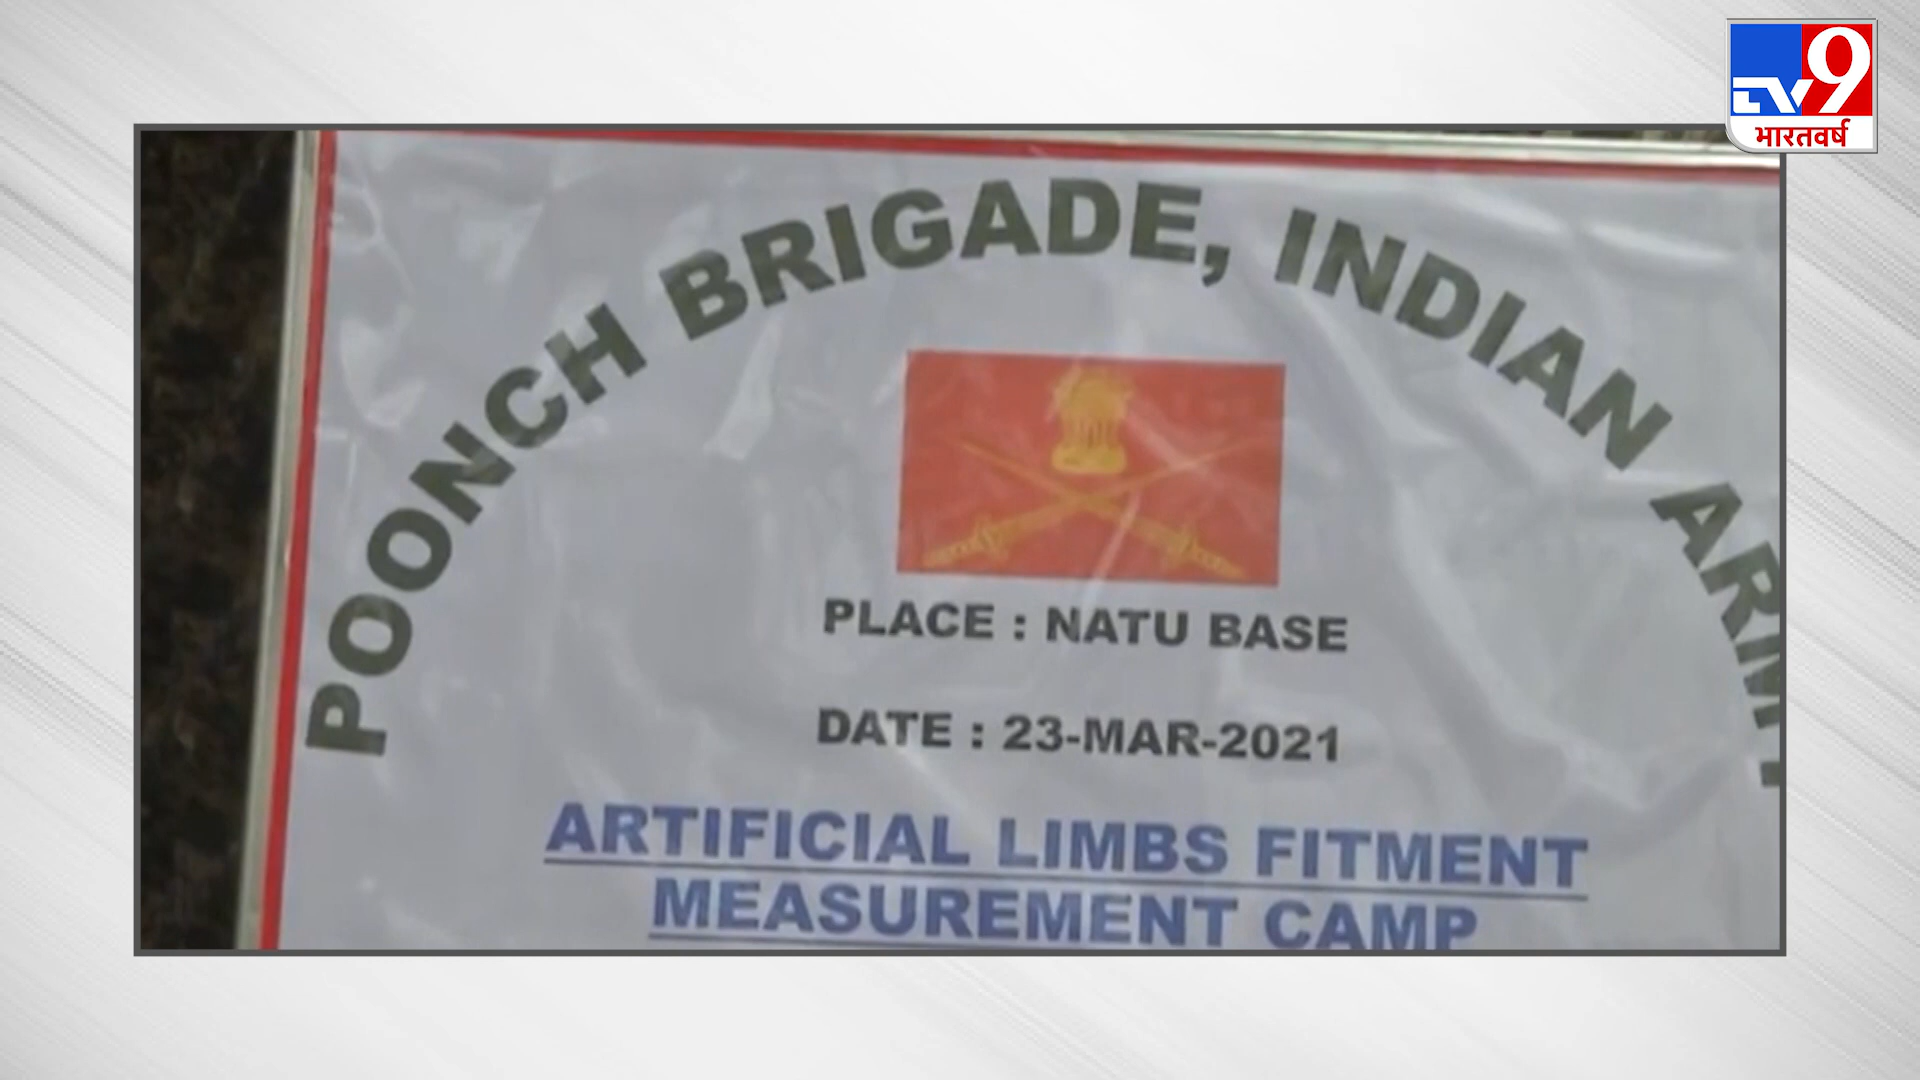 TV9
भारतवर्ष
POONCH BRIGADE, INDIAN ARMY
PLACE : NATU BASE
DATE : 23-MAR-2021
ARTIFICIAL LIMBS FITMENT
MEASUREMENT CAMP